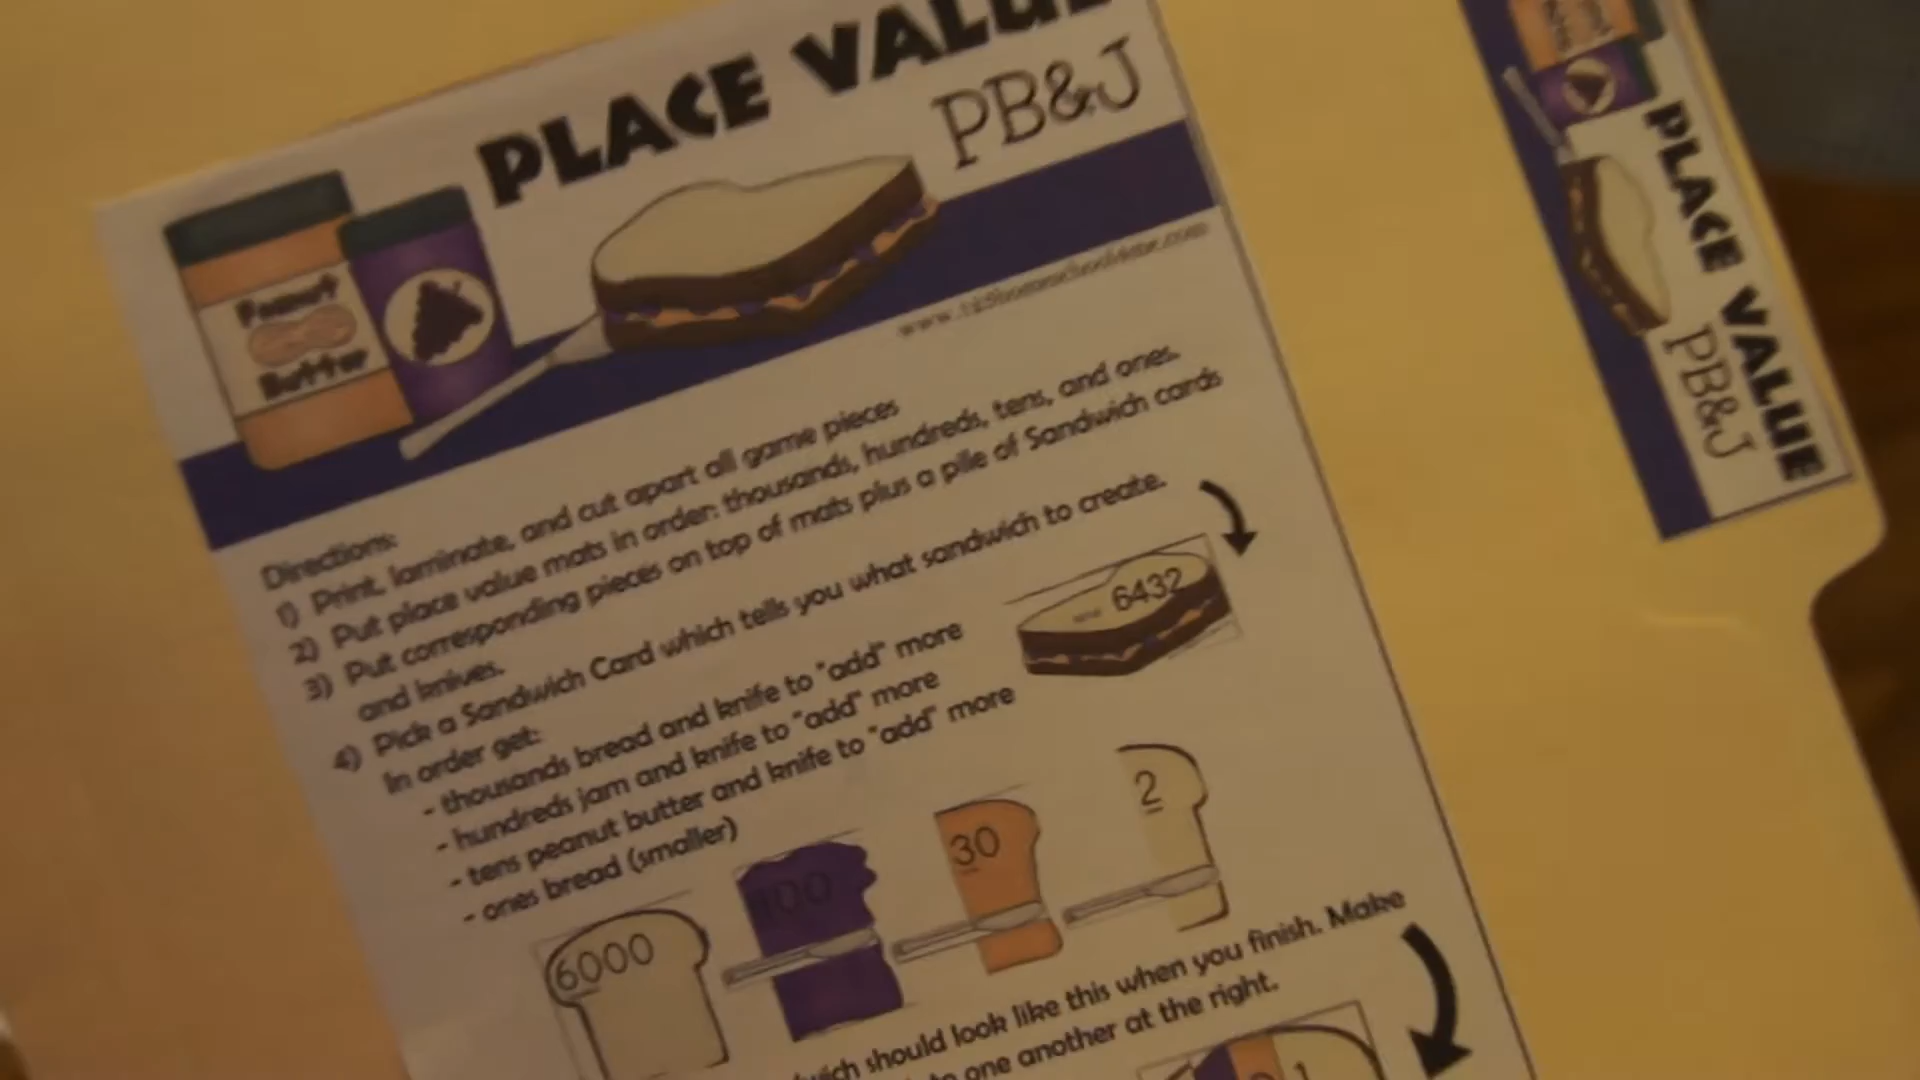 PLACE VALUE
PB&J
Peanut
Butter
Directions:
1) Print, laminate, and cut apart all game pieces
2) Put place value mats in order: thousands, hundreds, tens, and ones.
3) Put corresponding pieces on top of mats plus a pile of Sandwich cards
and knives.
4) Pick a Sandwich Card which tells you what sandwich to create.
In order get:
- thousands bread and knife to "add" more
- hundreds jam and knife to "add" more
- tens peanut butter and knife to "add" more
- ones bread (smaller)
6432
6000
30
2
should look like this when you finish. Make
one another at the right.
PLACE VALUE
PB&J